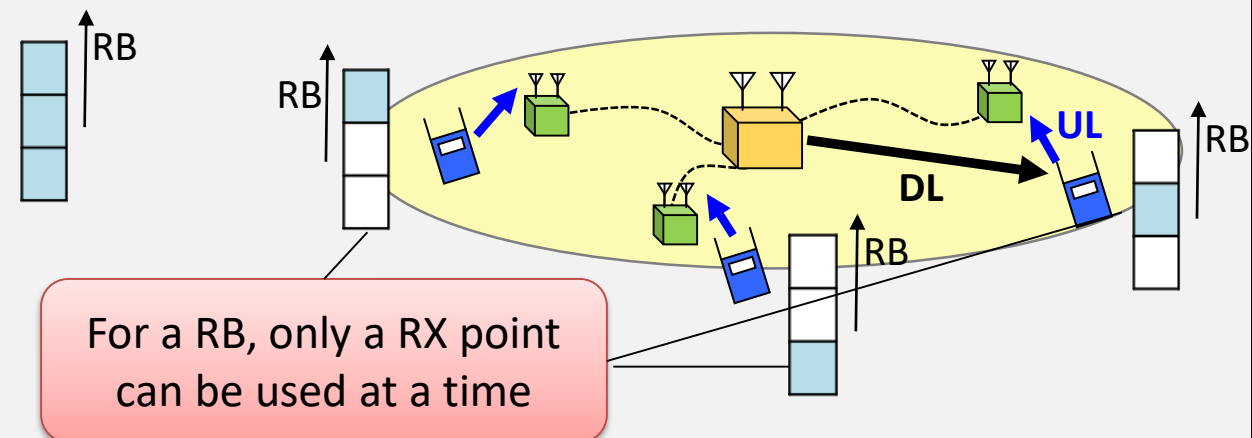 RB
RB
UL
RB
DL
RB
For a RB, only a RX point
can be used at a time